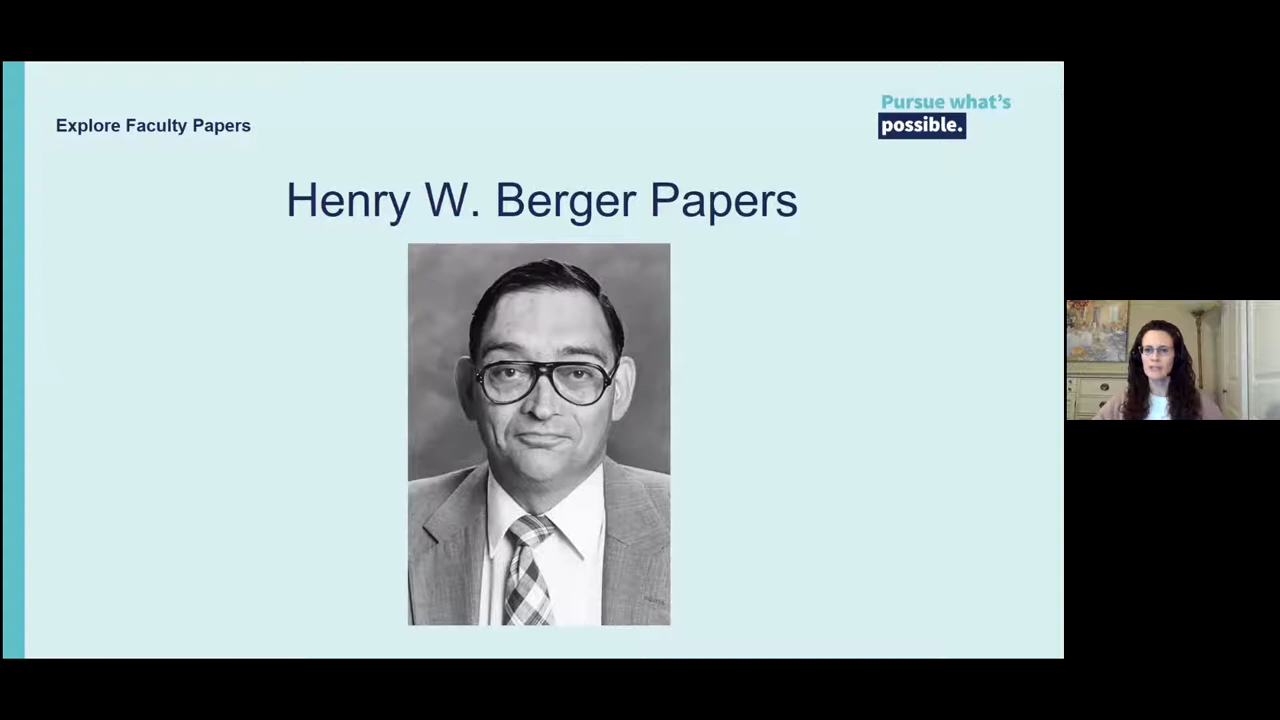 Explore Faculty Papers
Pursue what's
possible.
Henry W. Berger Papers